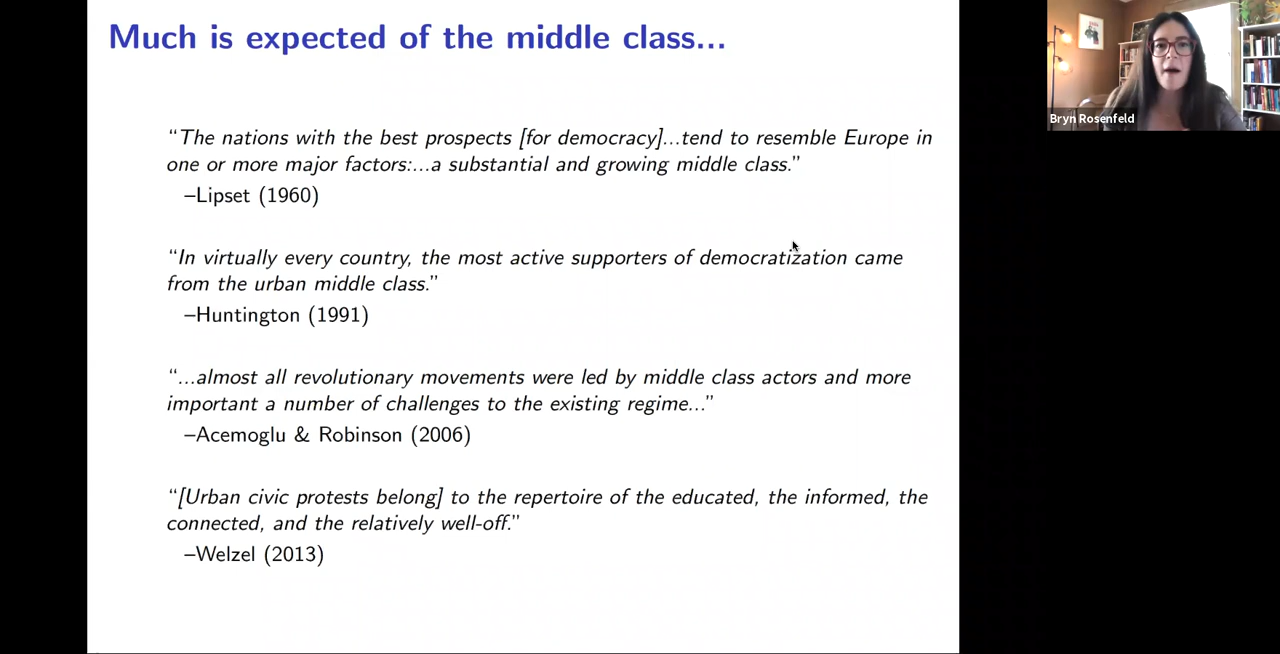 Much is expected of the middle class...
“The nations with the best prospects [for democracy]...tend to resemble Europe in
one or more major factors:...a substantial and growing middle class.”
–Lipset (1960)
“In virtually every country, the most active supporters of democratization came
from the urban middle class.”
–Huntington (1991)
“...almost all revolutionary movements were led by middle class actors and more
important a number of challenges to the existing regime...”
–Acemoglu & Robinson (2006)
“[Urban civic protests belong] to the repertoire of the educated, the informed, the
connected, and the relatively well-off.”
–Welzel (2013)
Bryn Rosenfeld